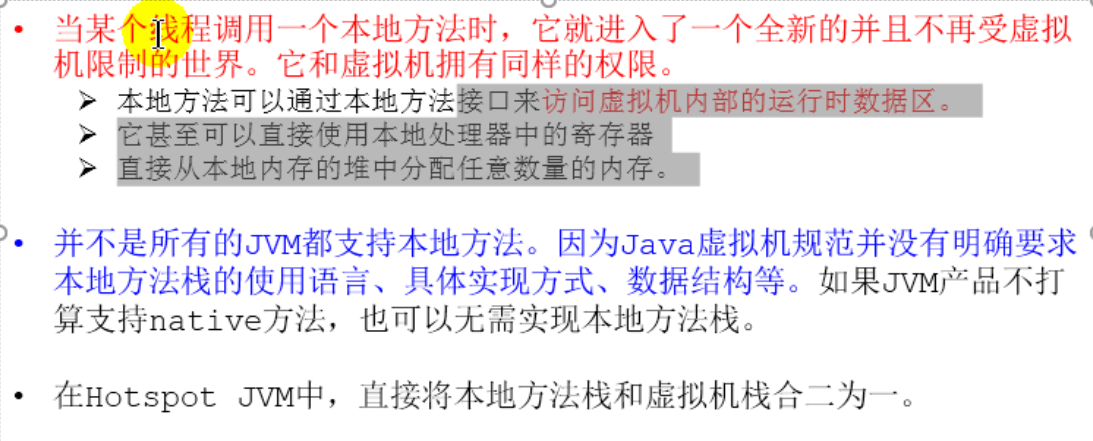 • 当某个线程调用一个本地方法时，它就进入了一个全新的并且不再受虚拟
机限制的世界。它和虚拟机拥有同样的权限。
➢ 本地方法可以通过本地方法接口来访问虚拟机内部的运行时数据区。
➢ 它甚至可以直接使用本地处理器中的寄存器
➢ 直接从本地内存的堆中分配任意数量的内存。
• 并不是所有的JVM都支持本地方法。因为Java虚拟机规范并没有明确要求
本地方法栈的使用语言、具体实现方式、数据结构等。如果JVM产品不打
算支持native方法，也可以无需实现本地方法栈。
• 在Hotspot JVM中，直接将本地方法栈和虚拟机栈合二为一。